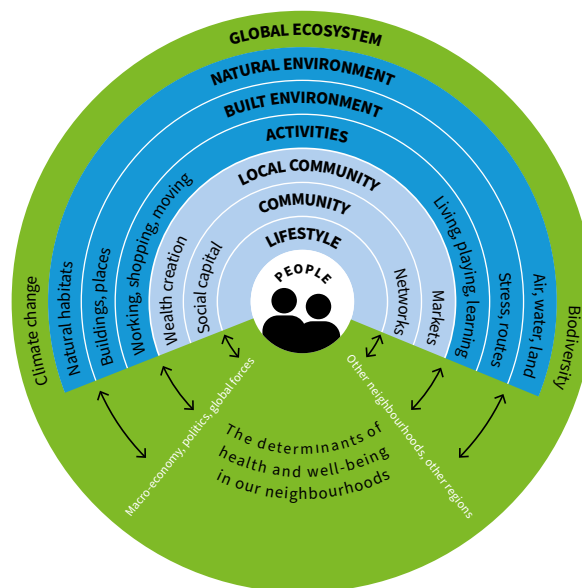 GLOBAL ECOSYSTEM
NATURAL ENVIRONMENT
BUILT ENVIRONMENT
ACTIVITIES
LOCAL COMMUNITY
COMMUNITY
LIFESTYLE
PEOPLE
Climate change
Natural habitats
Buildings, places
Working, shopping, moving
Wealth creation
Social capital
Networks
Markets
Living, playing, learning
Stress, routes
Air, water, land
Biodiversity
Macro-economy, politics, global forces
Other neighbourhoods, other regions
The determinants of
health and well-being
in our neighbourhoods